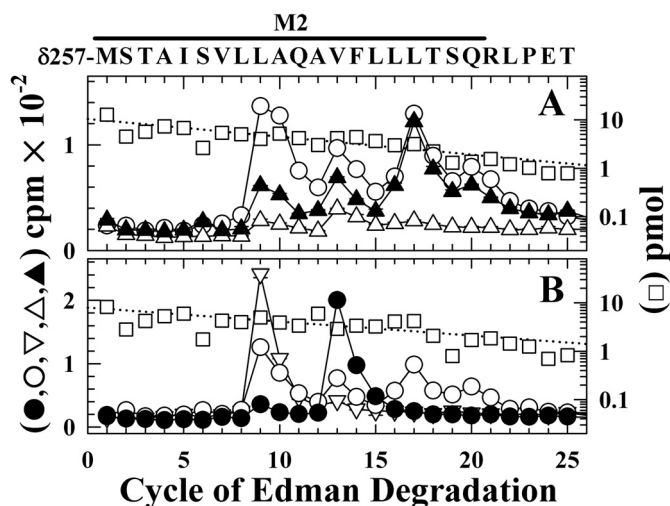 M2
δ257-MSTAISVLLAQAVFLLLTSQRLPET
A
1
0
10
1
0.1
B
2
1
0
10
1
0.1
0 5 10 15 20 25
Cycle of Edman Degradation
(●,○,▽,△,▲) cpm × 10⁻²
(□) pmol